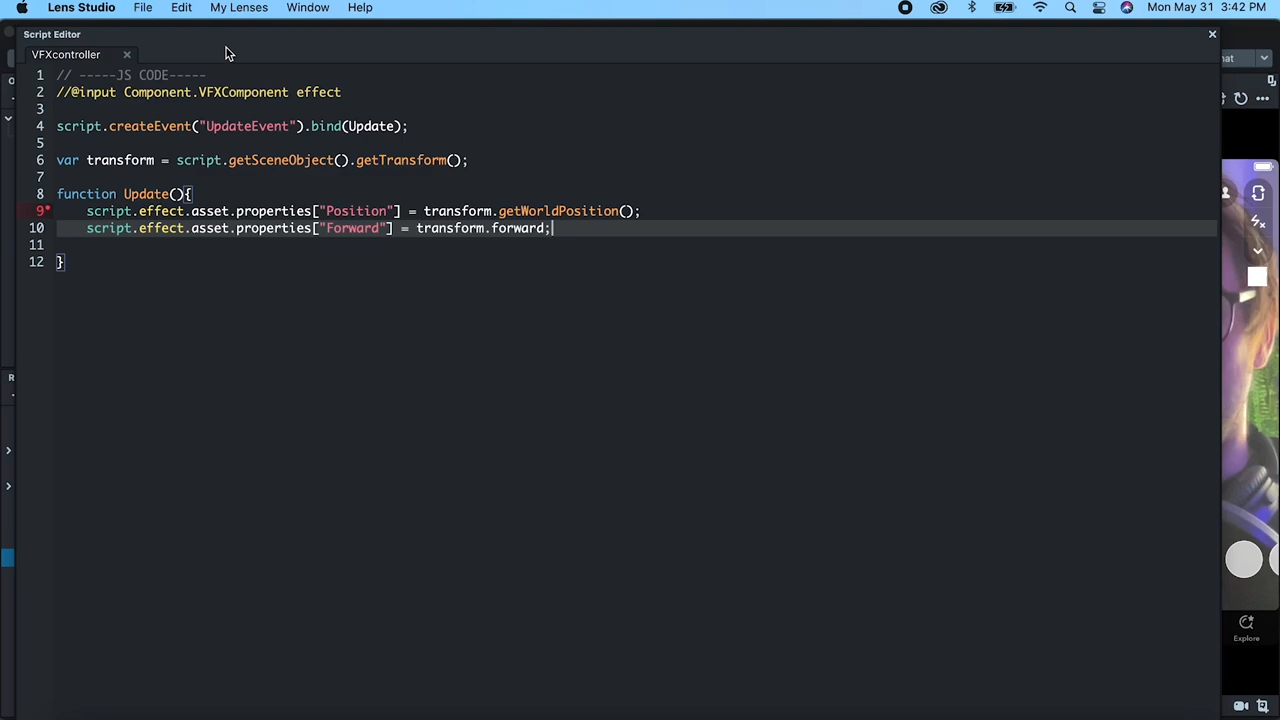 Lens Studio File Edit My Lenses Window Help Mon May 31 3:42 PM
Script Editor
VFXcontroller
1 // -----JS CODE-----
2 //@input Component.VFXComponent effect
3
4 script.createEvent("UpdateEvent").bind(Update);
5
6 var transform = script.getSceneObject().getTransform();
7
8 function Update(){
9 script.effect.asset.properties["Position"] = transform.getWorldPosition();
10 script.effect.asset.properties["Forward"] = transform.forward;
11
12 }
Explore